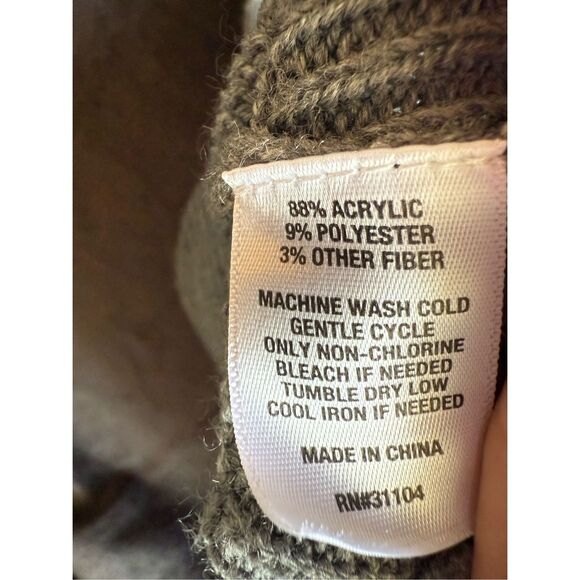 88% ACRYLIC
9% POLYESTER
3% OTHER FIBER
MACHINE WASH COLD
GENTLE CYCLE
ONLY NON-CHLORINE
BLEACH IF NEEDED
TUMBLE DRY LOW
COOL IRON IF NEEDED
MADE IN CHINA
RN#31104